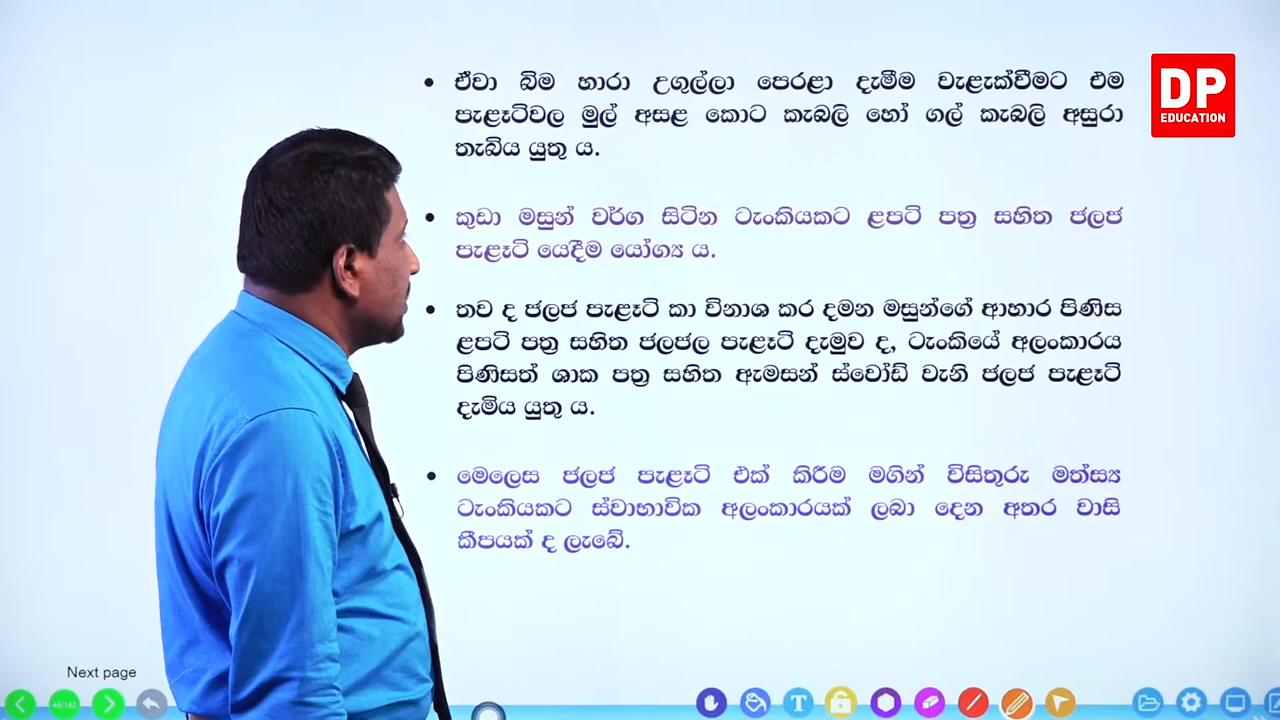 DP
EDUCATION
• ඒවා බිම හාරා උගුල්ලා පෙරළා දැමීම වැළැක්වීමට එම
පැළෑටිවල මුල් අසළ කොට කැබලි හෝ ගල් කැබලි අසුරා
තැබිය යුතු ය.
• කුඩා මසුන් වර්ග සිටින ටැංකියකට ළපටි පත්‍ර සහිත ජලජ
පැළෑටි යෙදීම යෝග්‍ය ය.
• තව ද ජලජ පැළෑටි කා විනාශ කර දමන මසුන්ගේ ආහාර පිණිස
ළපටි පත්‍ර සහිත ජලජල පැළෑටි දැමුව ද, ටැංකියේ අලංකාරය
පිණිසත් ශාක පත්‍ර සහිත ඇමසන් ස්වෝඩ් වැනි ජලජ පැළෑටි
දැමිය යුතු ය.
• මෙලෙස ජලජ පැළෑටි එක් කිරීම මගින් විසිතුරු මත්ස්‍ය
ටැංකියකට ස්වාභාවික අලංකාරයක් ලබා දෙන අතර වාසි
කීපයක් ද ලැබේ.
Next page